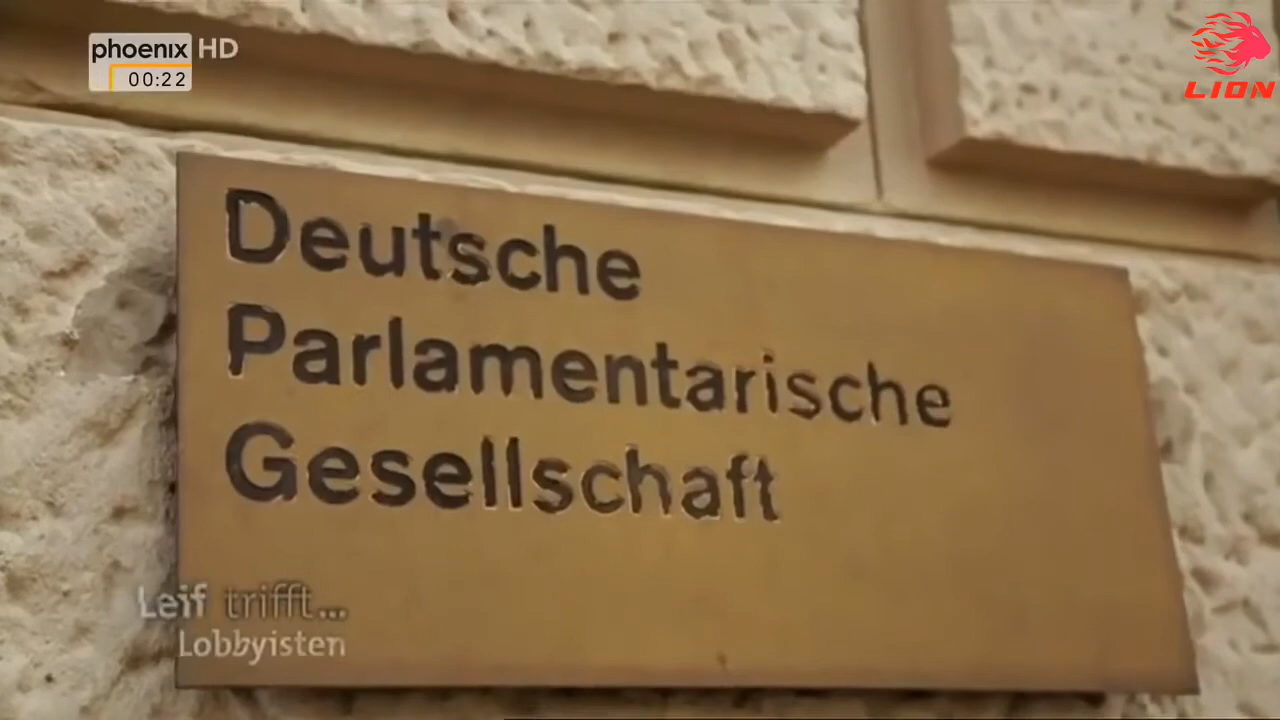 phoenix HD
00:22
LION
Deutsche
Parlamentarische
Gesellschaft
Leif trifft...
Lobbyisten